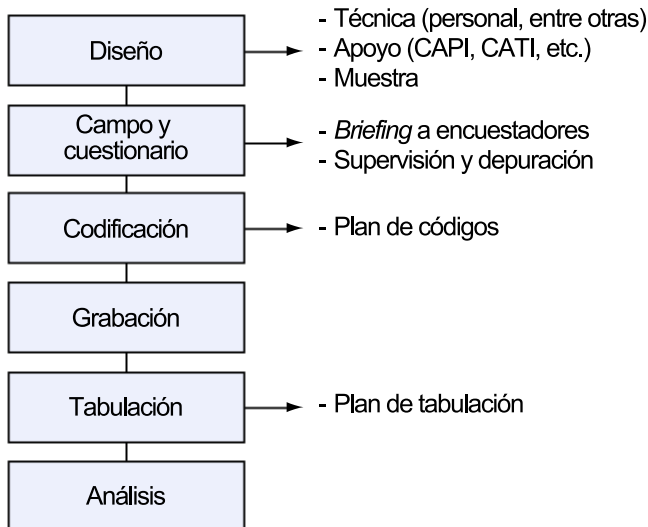 Diseño
- Técnica (personal, entre otras)
- Apoyo (CAPI, CATI, etc.)
- Muestra
Campo y
cuestionario
- Briefing a encuestadores
- Supervisión y depuración
Codificación
- Plan de códigos
Grabación
Tabulación
- Plan de tabulación
Análisis